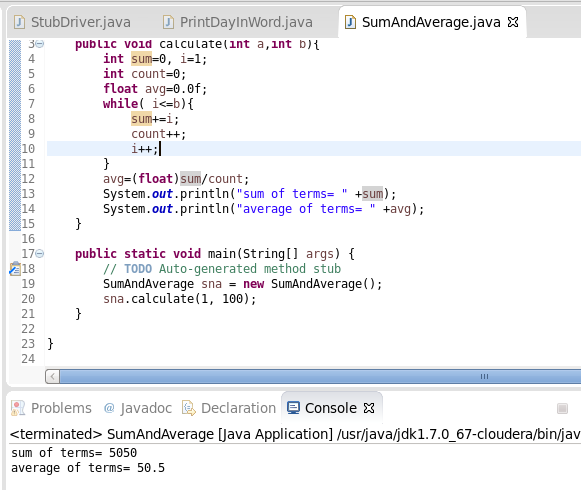 StubDriver.java PrintDayInWord.java SumAndAverage.java
3 public void calculate(int a,int b){
4 int sum=0, i=1;
5 int count=0;
6 float avg=0.0f;
7 while( i<=b){
8 sum+=i;
9 count++;
10 i++;
11 }
12 avg=(float)sum/count;
13 System.out.println("sum of terms= " +sum);
14 System.out.println("average of terms= " +avg);
15 }
16
17 public static void main(String[] args) {
18 // TODO Auto-generated method stub
19 SumAndAverage sna = new SumAndAverage();
20 sna.calculate(1, 100);
21 }
22
23 }
24
Problems @ Javadoc Declaration Console
<terminated> SumAndAverage [Java Application] /usr/java/jdk1.7.0_67-cloudera/bin/jav
sum of terms= 5050
average of terms= 50.5